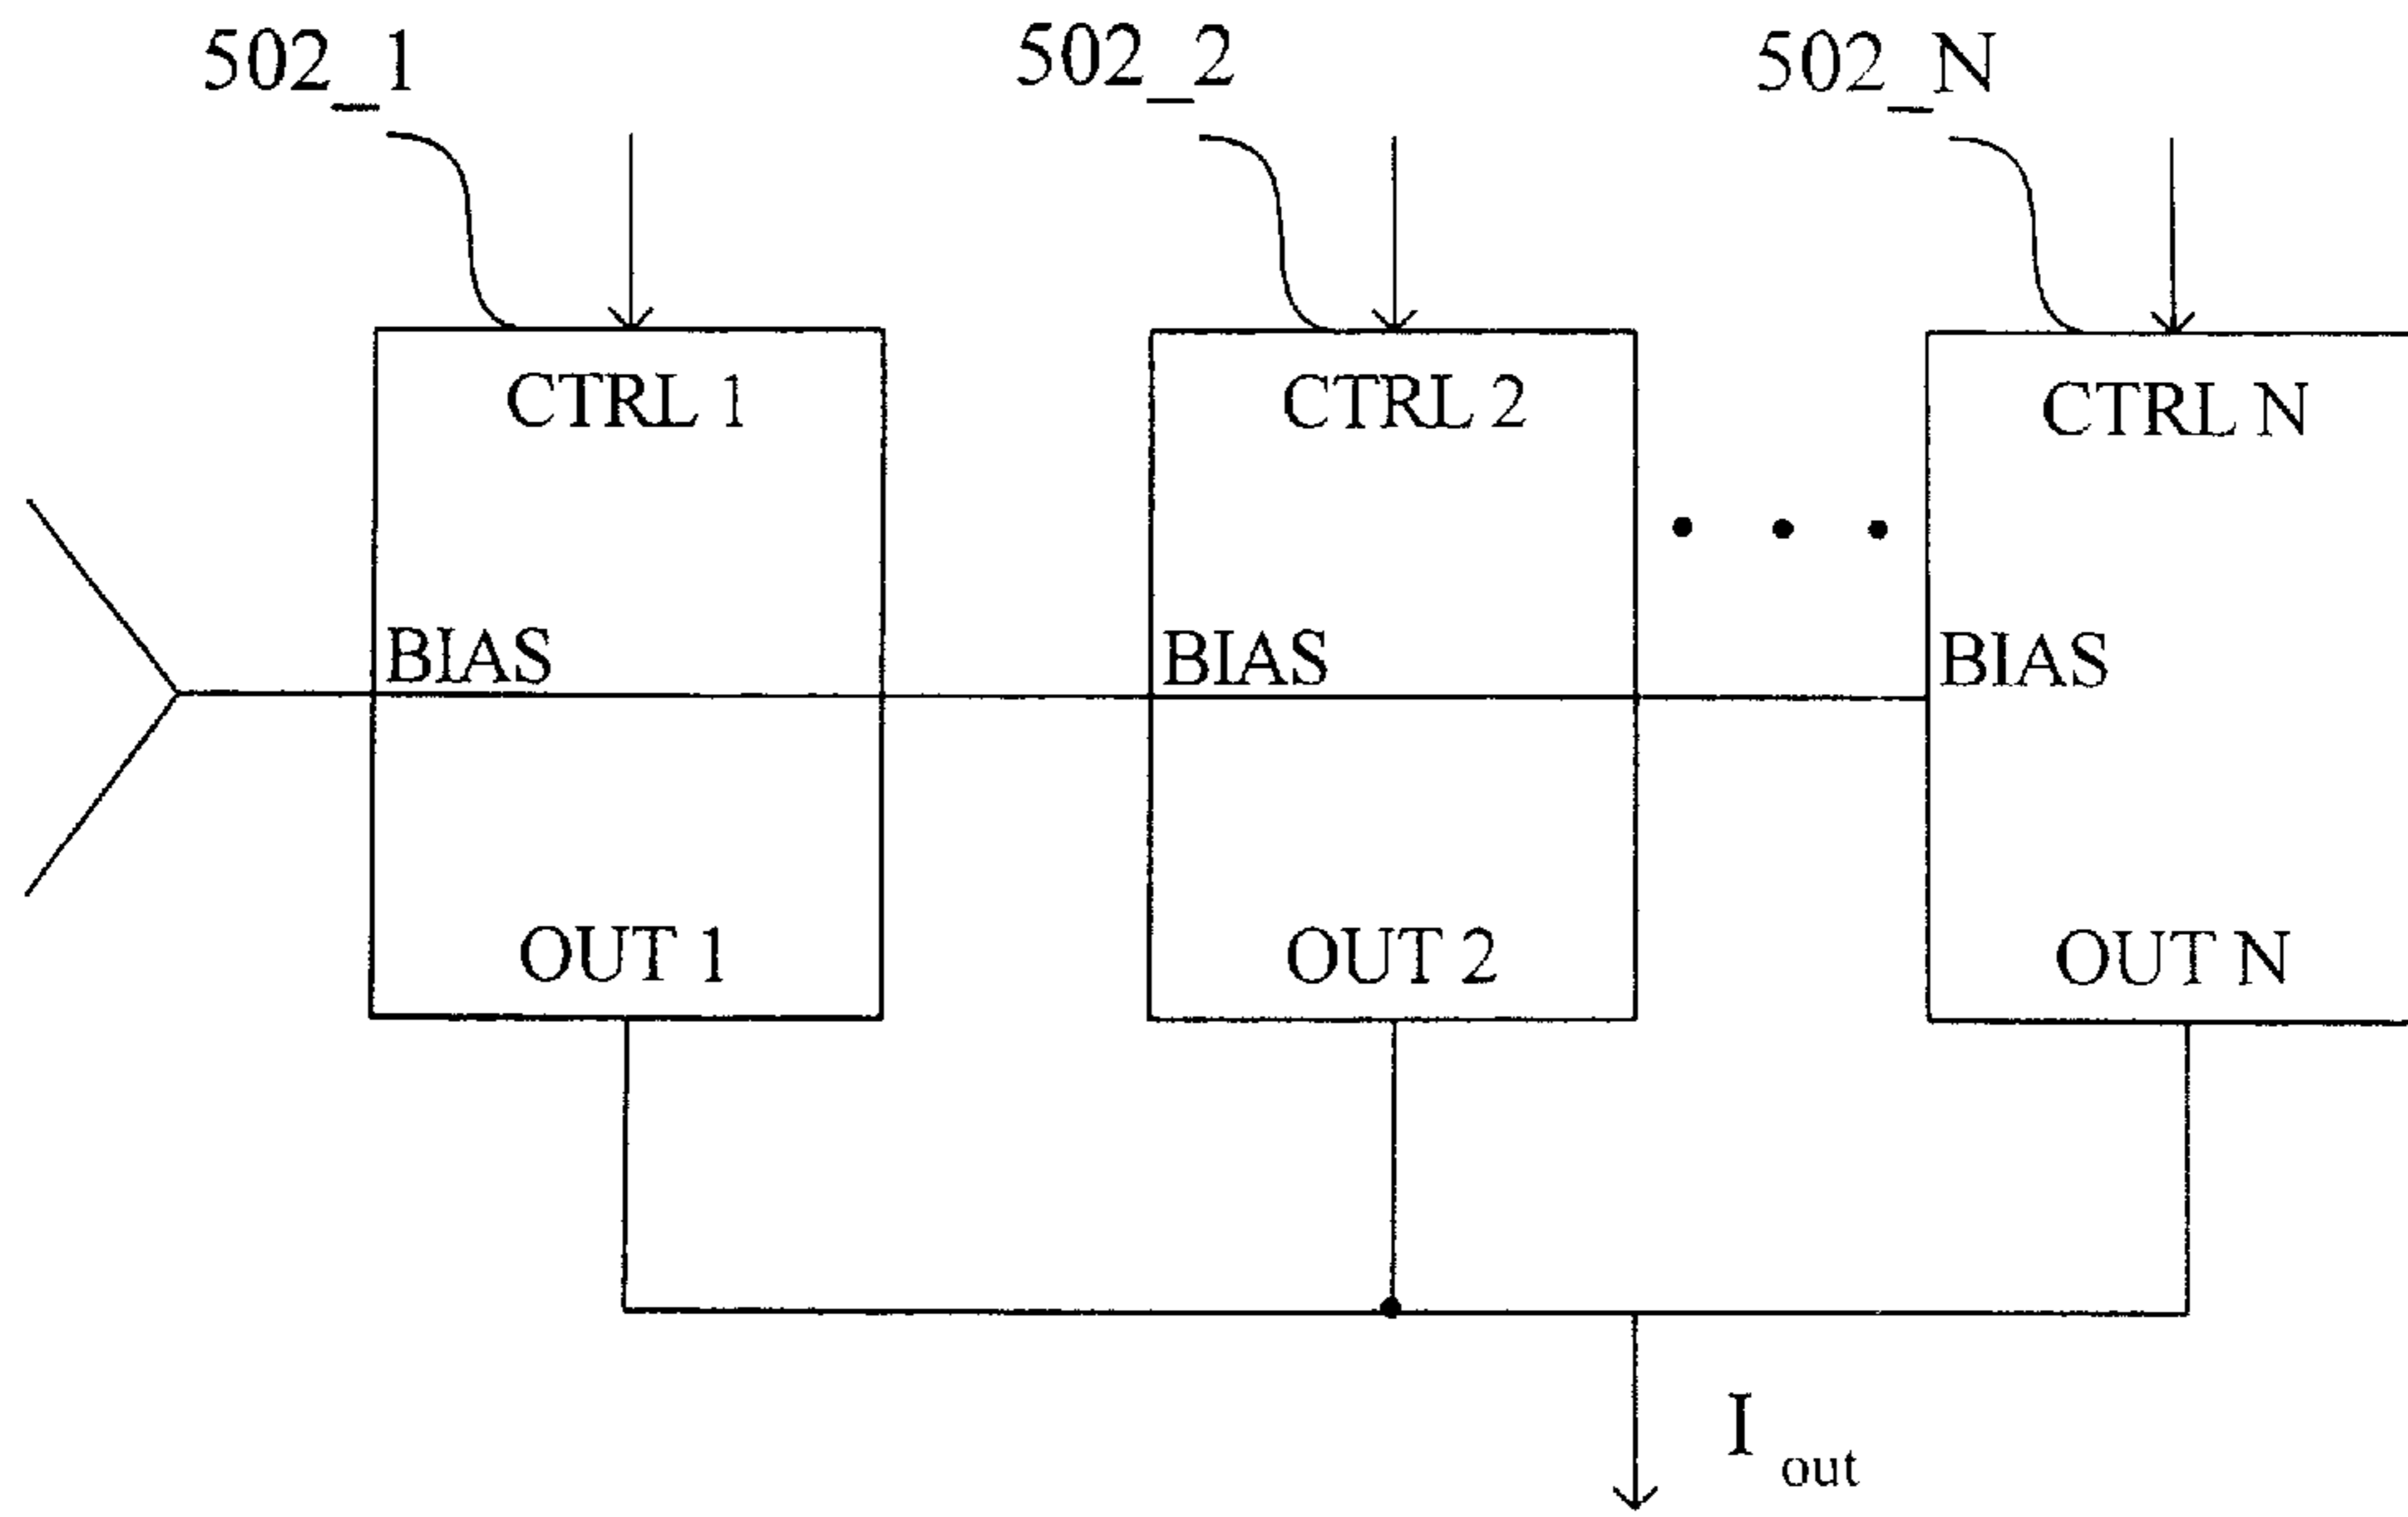 502_1 502_2 502_N
CTRL 1 CTRL 2 CTRL N
BIAS BIAS BIAS
OUT 1 OUT 2 OUT N
I out